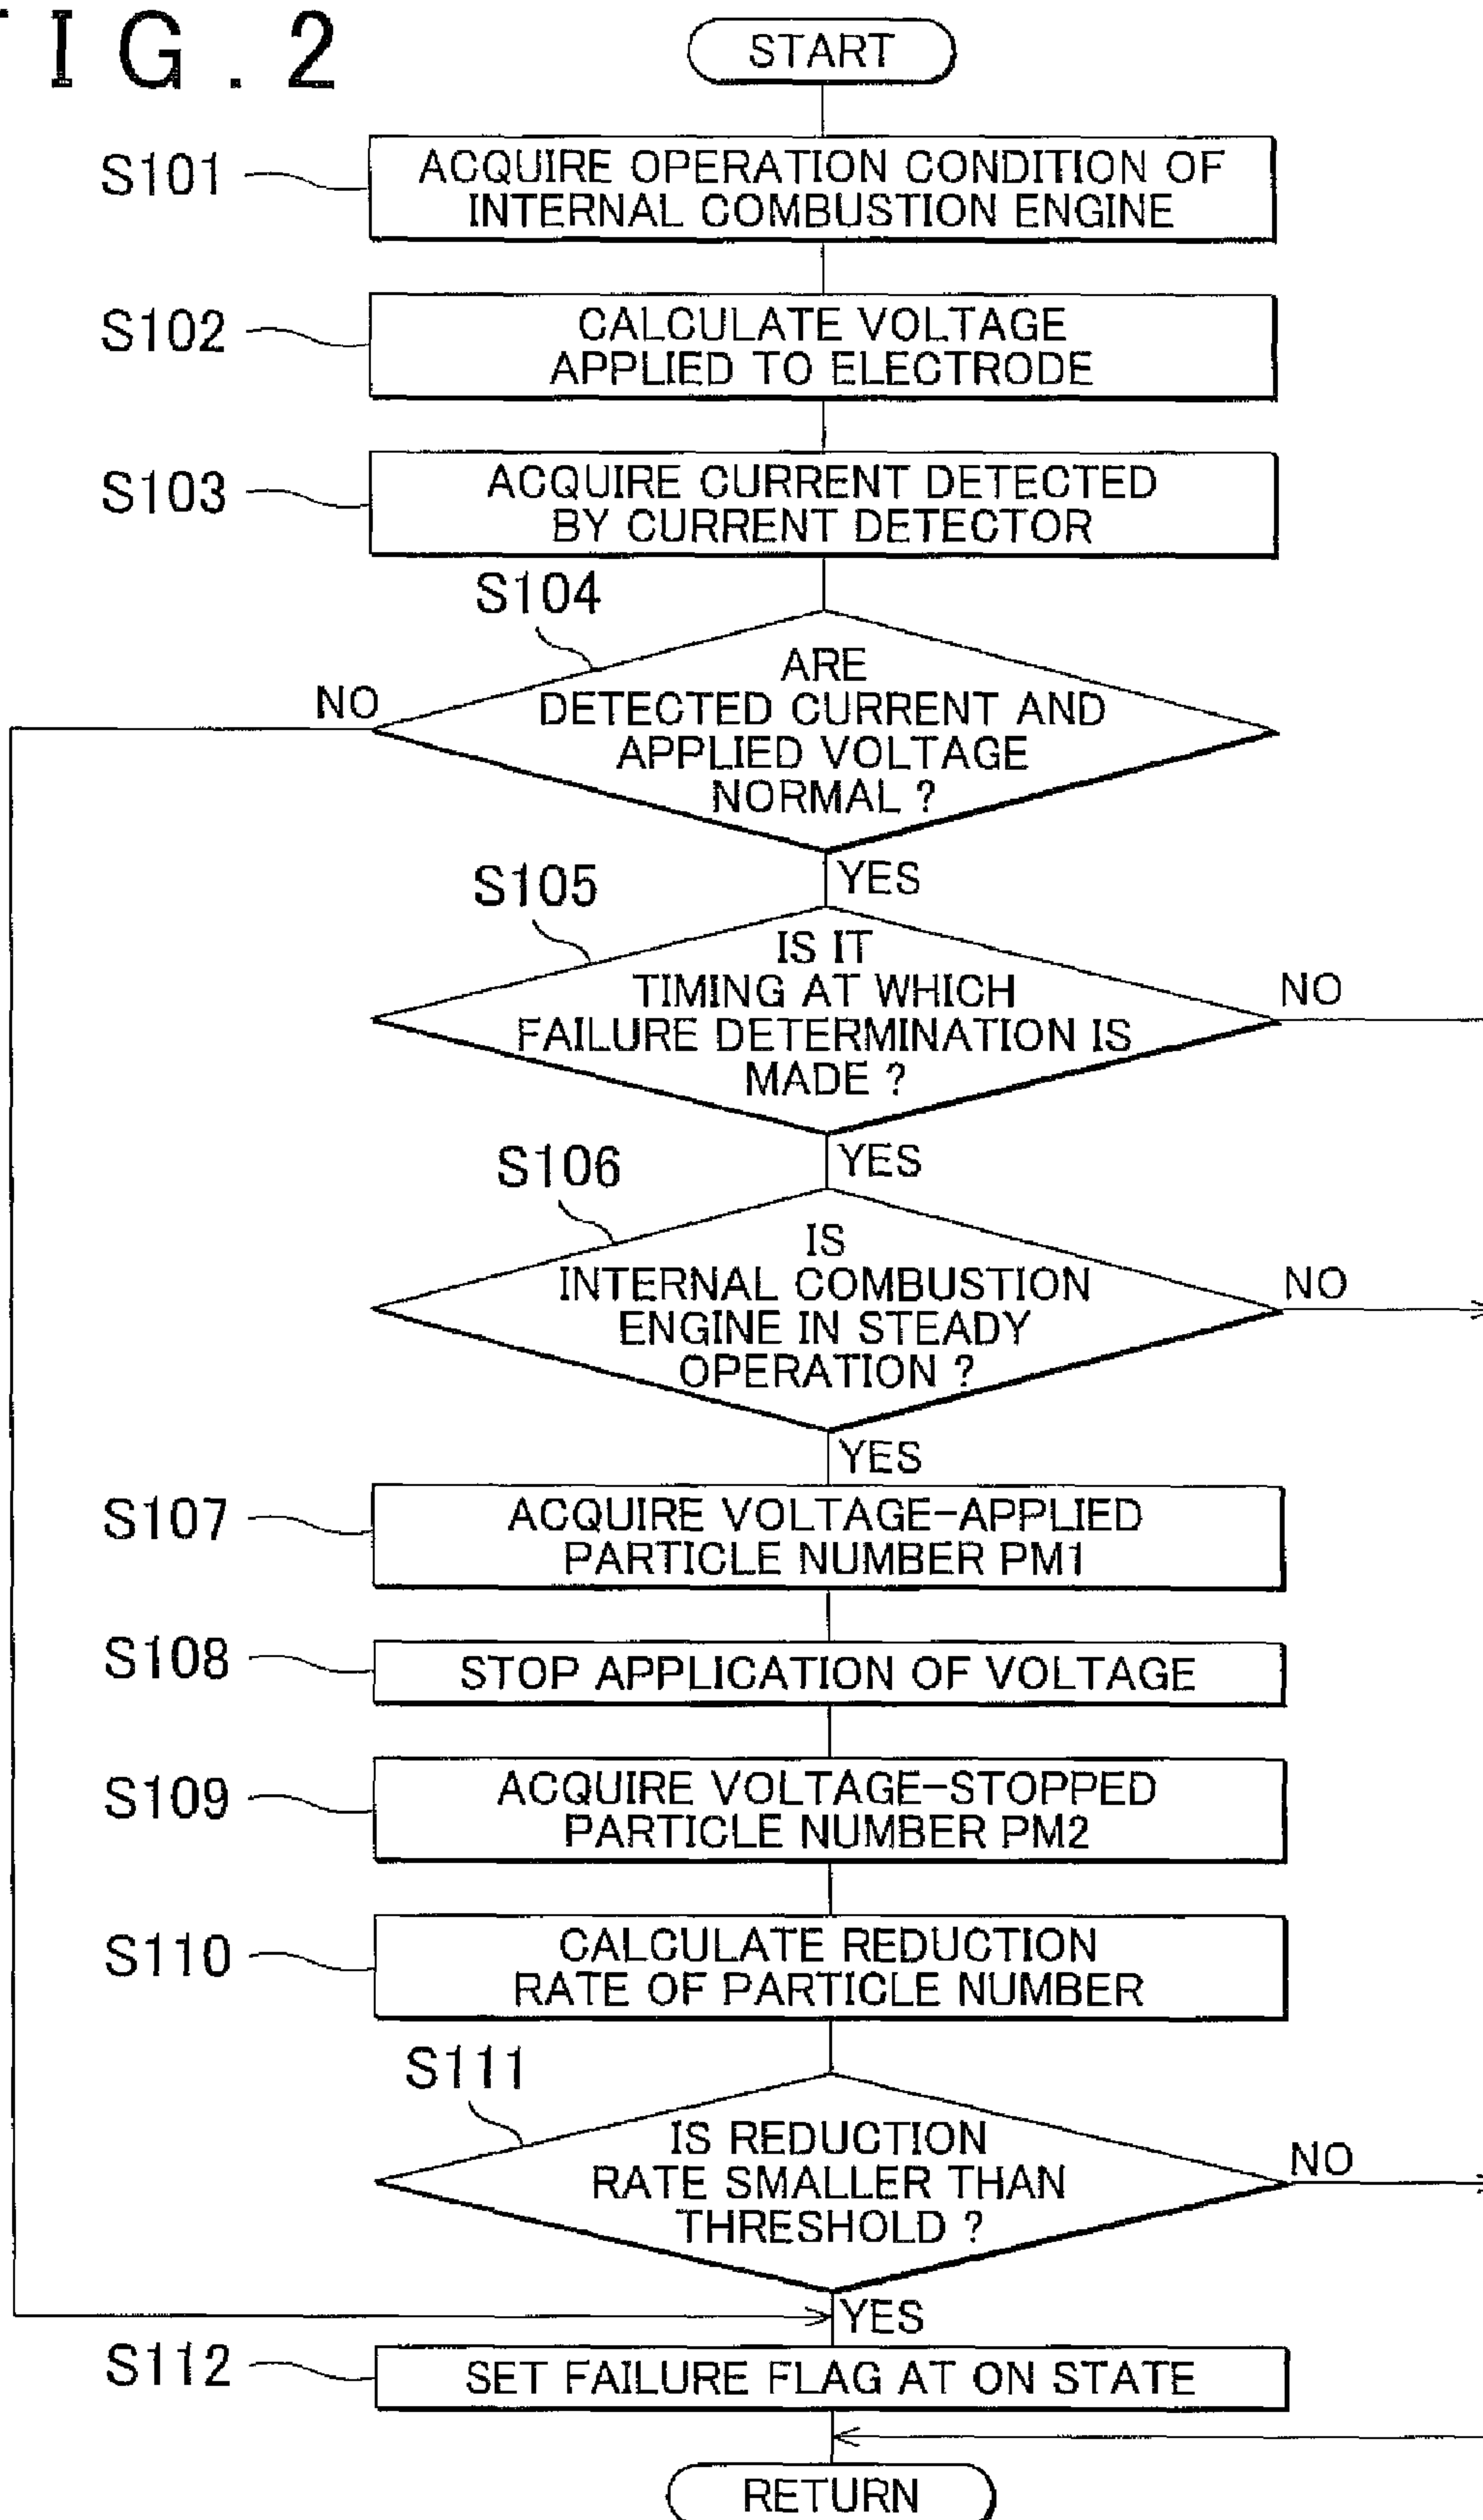 FIG.2
START
S101
ACQUIRE OPERATION CONDITION OF
INTERNAL COMBUSTION ENGINE
S102
CALCULATE VOLTAGE
APPLIED TO ELECTRODE
S103
ACQUIRE CURRENT DETECTED
BY CURRENT DETECTOR
S104
ARE
DETECTED CURRENT AND
APPLIED VOLTAGE
NORMAL ?
NO
YES
S105
IS IT
TIMING AT WHICH
FAILURE DETERMINATION IS
MADE ?
NO
YES
S106
IS
INTERNAL COMBUSTION
ENGINE IN STEADY
OPERATION ?
NO
YES
S107
ACQUIRE VOLTAGE-APPLIED
PARTICLE NUMBER PM1
S108
STOP APPLICATION OF VOLTAGE
S109
ACQUIRE VOLTAGE-STOPPED
PARTICLE NUMBER PM2
S110
CALCULATE REDUCTION
RATE OF PARTICLE NUMBER
S111
IS REDUCTION
RATE SMALLER THAN
THRESHOLD ?
NO
YES
S112
SET FAILURE FLAG AT ON STATE
RETURN